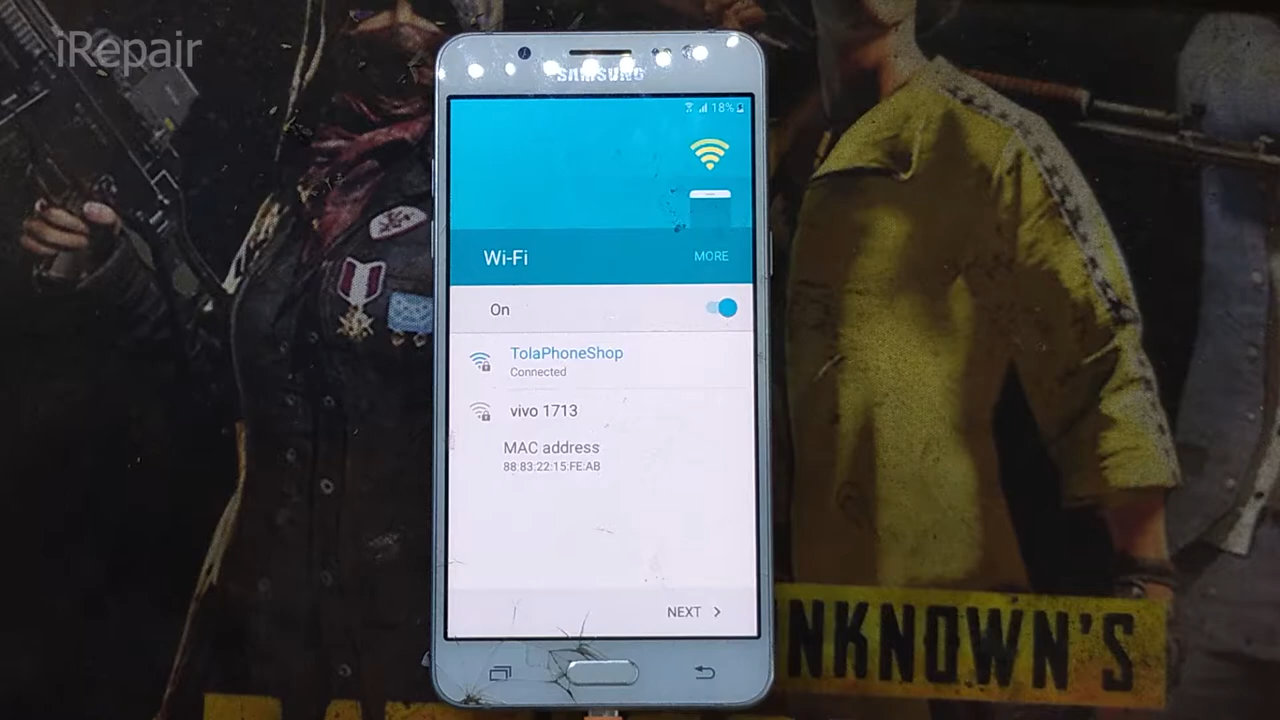 iRepair
SAMSUNG
18%
Wi-Fi
MORE
On
TolaPhoneShop
Connected
vivo 1713
MAC address
88:83:22:15:FE:AB
NEXT
NKNOWN'S